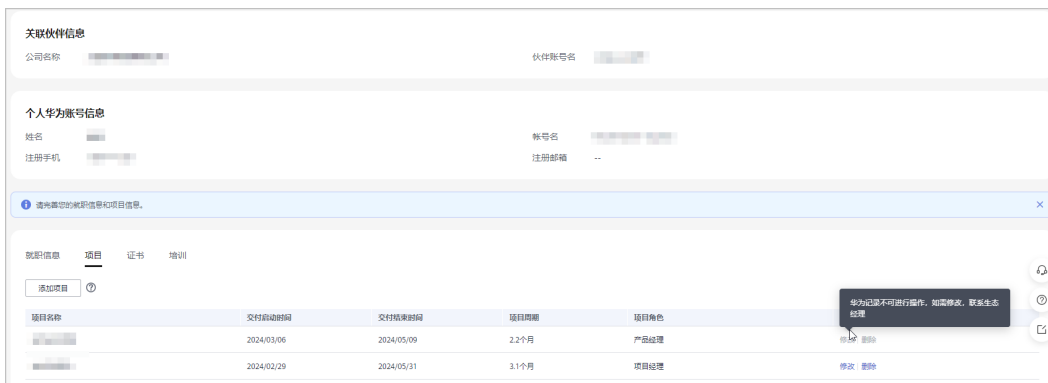 关联伙伴信息
公司名称 伙伴账号名
个人华为账号信息
姓名 帐号名
注册手机 注册邮箱 --
请完善您的就职信息和项目信息。
就职信息 项目 证书 培训
添加项目
华为记录不可进行操作，如需修改，联系生态
经理
项目名称 交付启动时间 交付结束时间 项目周期 项目角色
2024/03/06 2024/05/09 2.2个月 产品经理 修改 删除
2024/02/29 2024/05/31 3.1个月 项目经理 修改 删除